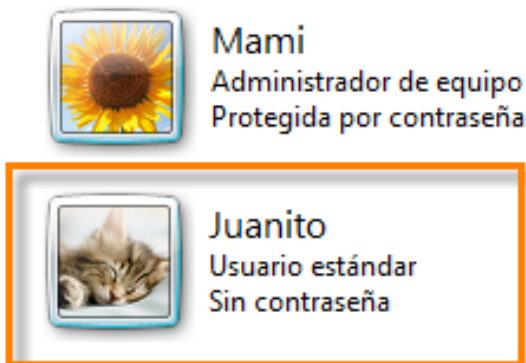 Mami
Administrador de equipo
Protegida por contraseña
Juanito
Usuario estándar
Sin contraseña